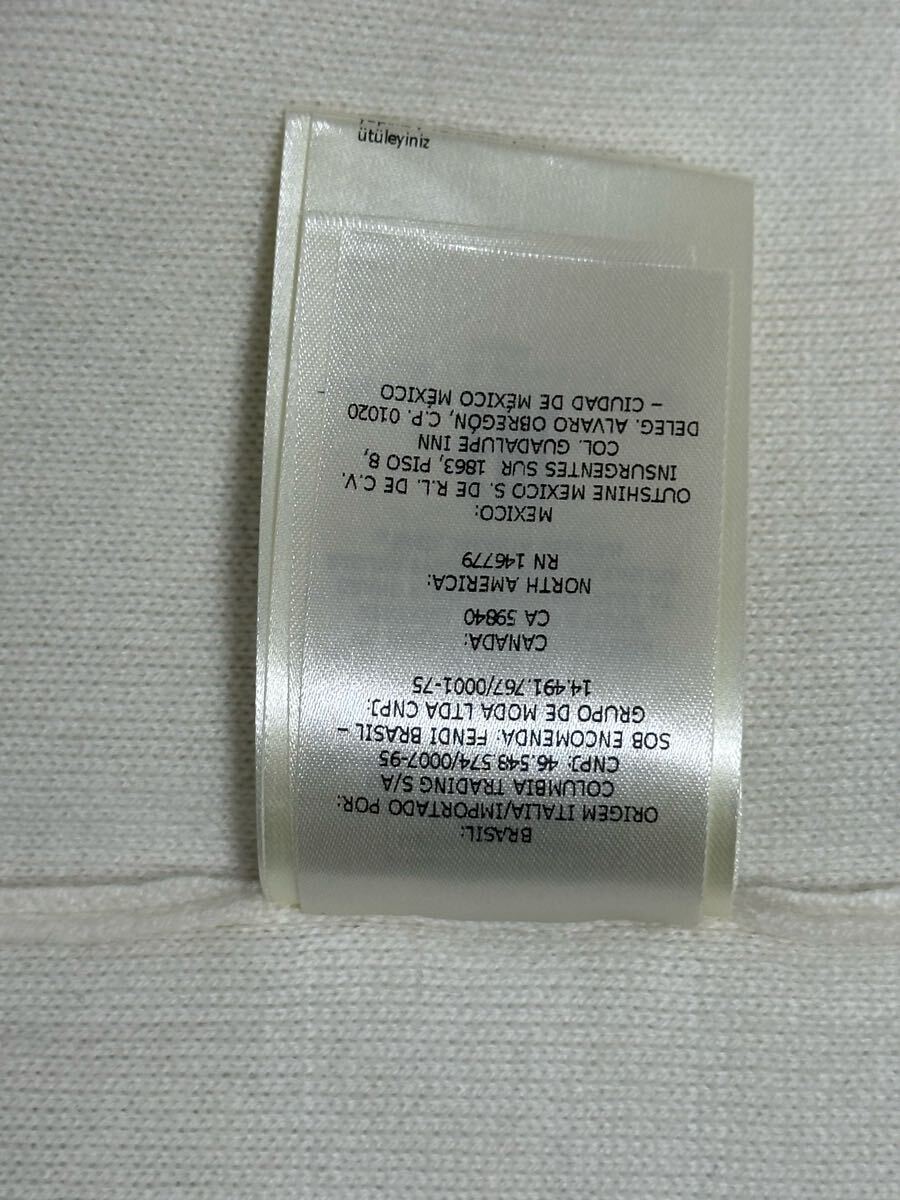 ütüleyiniz
BRASIL:
ORIGEM ITALIA/IMPORTADO POR:
COLUMBIA TRADING S/A
CNPJ: 46.548.574/0007-95
SOB ENCOMENDA: FENDI BRASIL –
GRUPO DE MODA LTDA CNPJ:
14.491.767/0001-75
CANADA:
CA 59840
NORTH AMERICA:
RN 146779
MEXICO:
OUTSHINE MEXICO S. DE R.L. DE C.V.
INSURGENTES SUR 1863, PISO 8,
COL. GUADALUPE INN
DELEG. ALVARO OBREGÓN, C.P. 01020
– CIUDAD DE MÉXICO MÉXICO